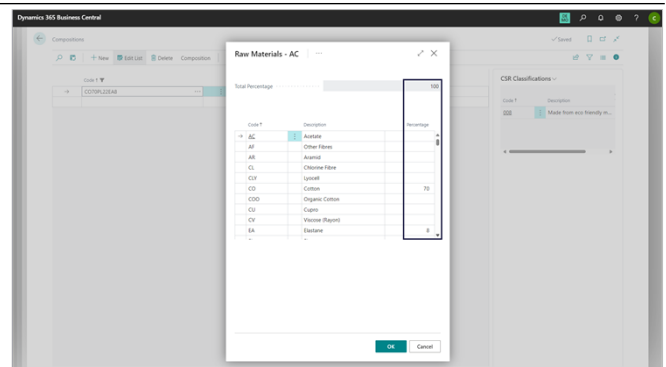 Dynamics 365 Business Central
?
C
Compositions
Saved
+ New
Edit List
Delete
Composition
Code ↑
COT0PL22EA8
Raw Materials - AC
Total Percentage
100
Code ↑ Description Percentage
AC Acetate
AF Other Fibres
AR Aramid
CL Chlorine Fibre
CLY Lyocell
CO Cotton 70
COO Organic Cotton
CU Cupro
CV Viscose (Rayon)
EA Elastane 8
OK Cancel
CSR Classifications
Code ↑ Description
Made from eco friendly m...